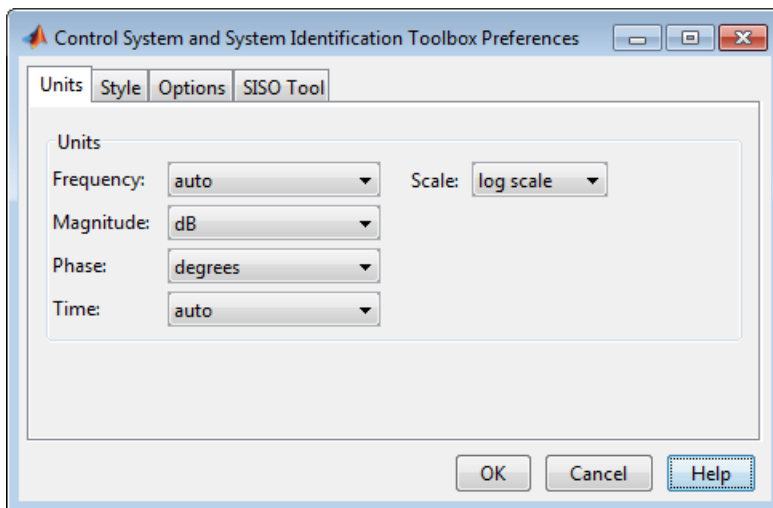 Control System and System Identification Toolbox Preferences
Units Style Options SISO Tool
Units
Frequency: auto Scale: log scale
Magnitude: dB
Phase: degrees
Time: auto
OK Cancel Help